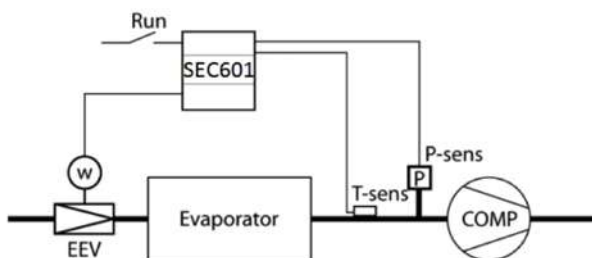 Run
SEC601
w
P-sens
P
T-sens
Evaporator
COMP
EEV